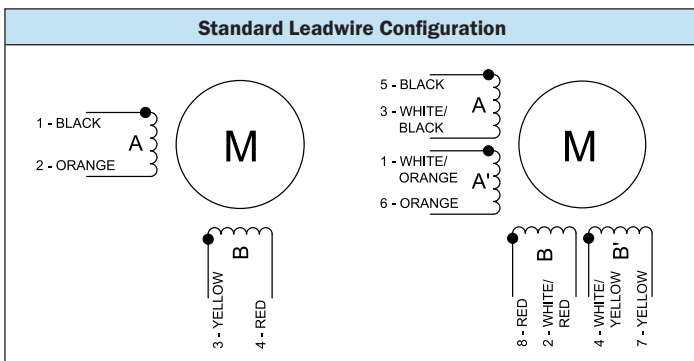 Standard Leadwire Configuration
1 - BLACK
A
2 - ORANGE
M
B
3 - YELLOW
4 - RED
5 - BLACK
3 - WHITE/
BLACK
A
1 - WHITE/
ORANGE
A'
6 - ORANGE
M
B
B'
8 - RED
2 - WHITE/
RED
4 - WHITE/
YELLOW
7 - YELLOW